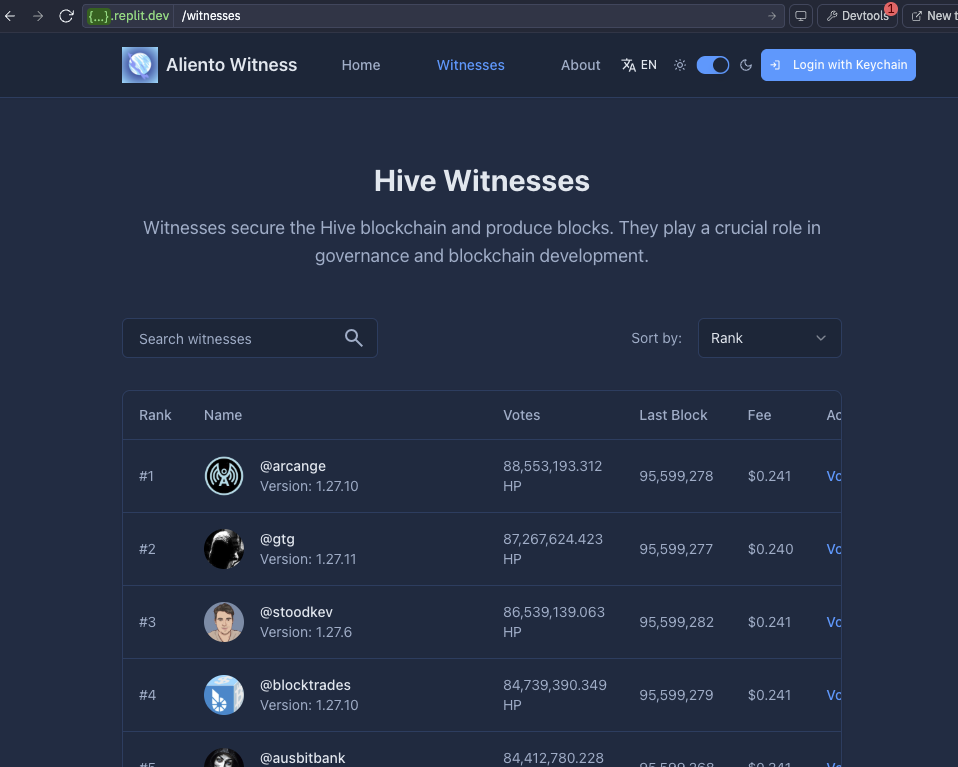 {...}.replit.dev /witnesses Devtools 1 New t
Aliento Witness Home Witnesses About EN Login with Keychain
Hive Witnesses
Witnesses secure the Hive blockchain and produce blocks. They play a crucial role in
governance and blockchain development.
Search witnesses Sort by: Rank
Rank Name Votes Last Block Fee Ac
#1 @arcange Version: 1.27.10 88,553,193.312 HP 95,599,278 $0.241 Vo
#2 @gtg Version: 1.27.11 87,267,624.423 HP 95,599,277 $0.240 Vo
#3 @stoodkev Version: 1.27.6 86,539,139.063 HP 95,599,282 $0.241 Vo
#4 @blocktrades Version: 1.27.10 84,739,390.349 HP 95,599,279 $0.241 Vo
#5 @ausbitbank 84,412,780.228 95,599,268 $0.241 Vo